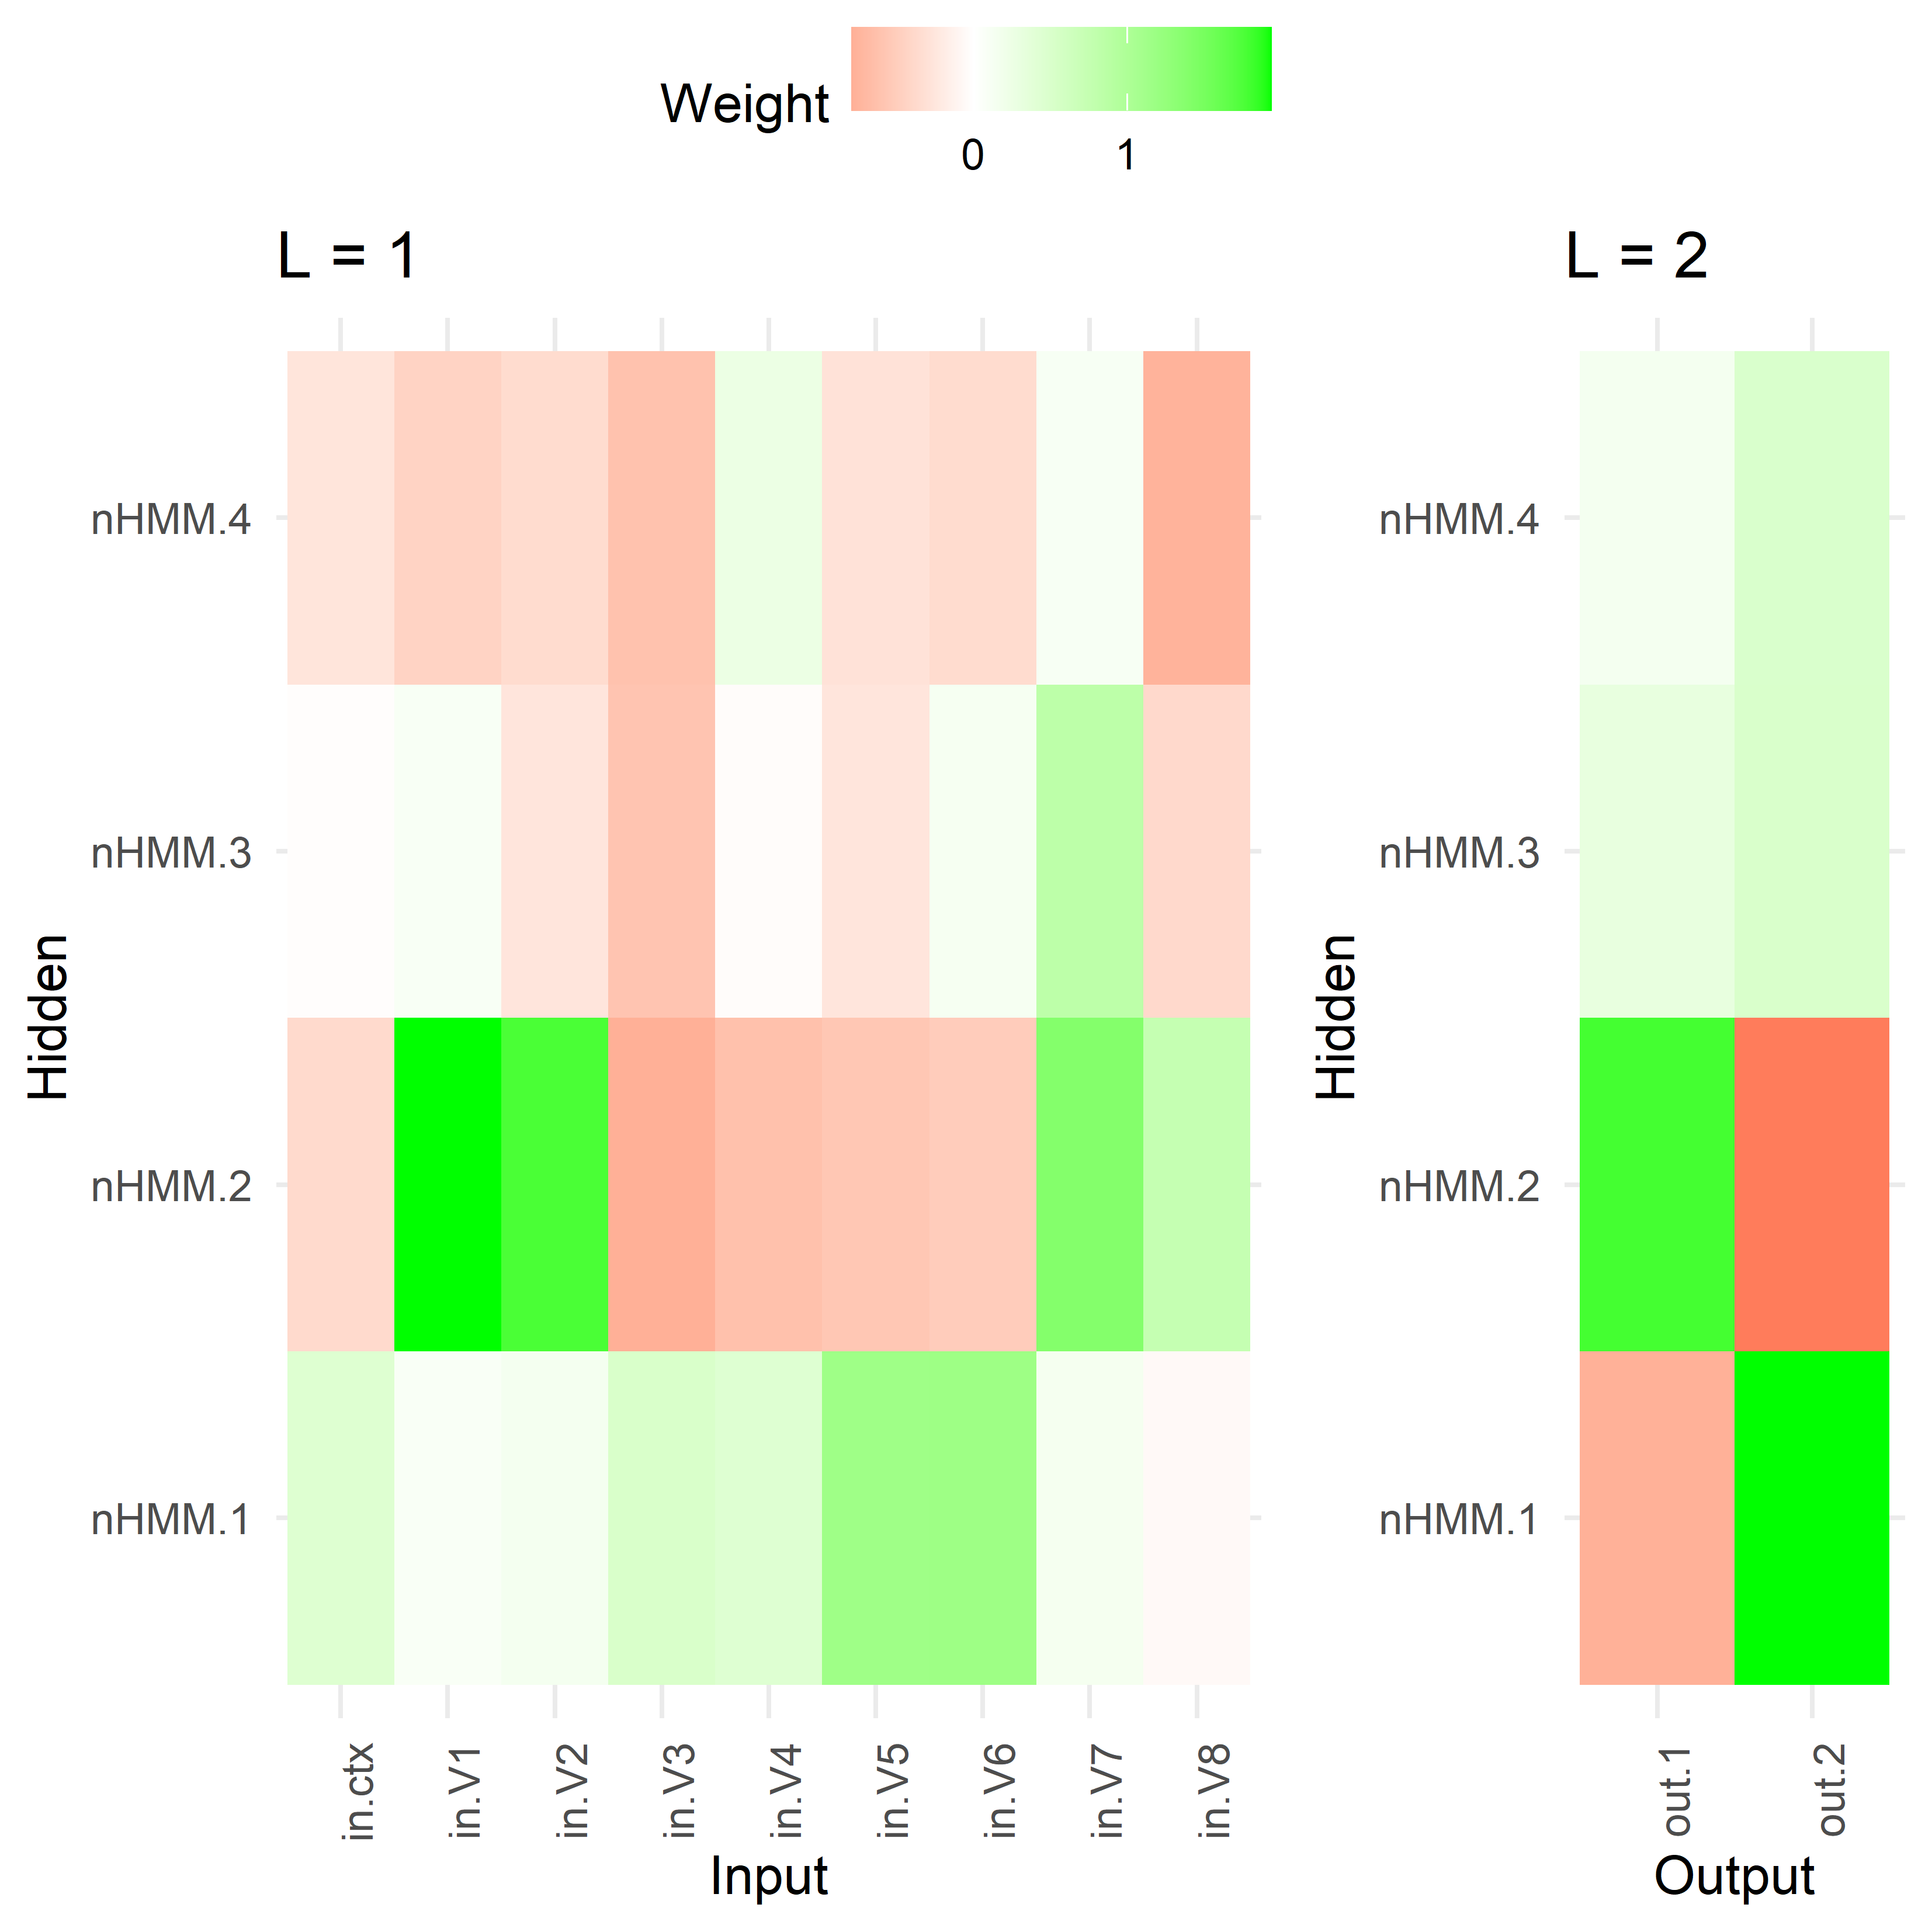 Weight
0 1
L = 1
L = 2
Hidden
nHMM.4
nHMM.3
nHMM.2
nHMM.1
in.ctx
in.V1
in.V2
in.V3
in.V4
in.V5
in.V6
in.V7
in.V8
Input
Hidden
nHMM.4
nHMM.3
nHMM.2
nHMM.1
out.1
out.2
Output